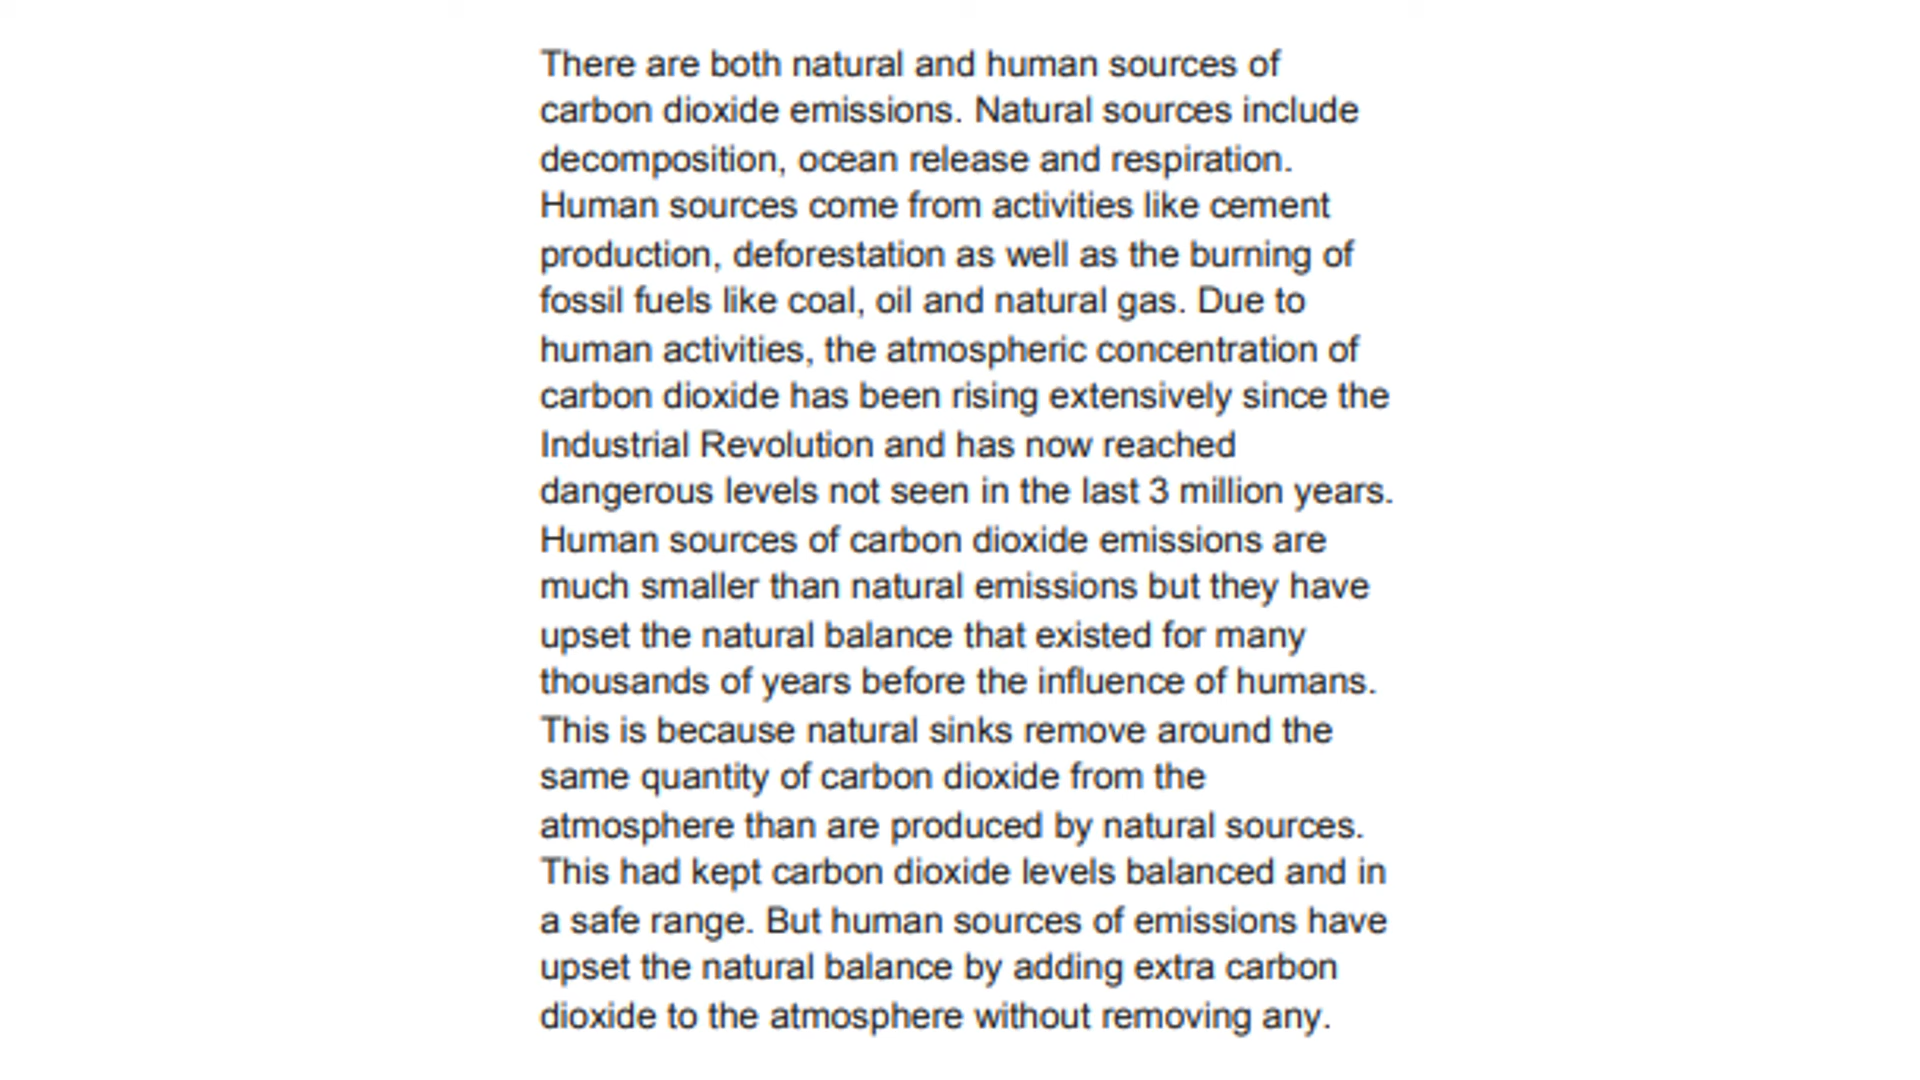 There are both natural and human sources of
carbon dioxide emissions. Natural sources include
decomposition, ocean release and respiration.
Human sources come from activities like cement
production, deforestation as well as the burning of
fossil fuels like coal, oil and natural gas. Due to
human activities, the atmospheric concentration of
carbon dioxide has been rising extensively since the
Industrial Revolution and has now reached
dangerous levels not seen in the last 3 million years.
Human sources of carbon dioxide emissions are
much smaller than natural emissions but they have
upset the natural balance that existed for many
thousands of years before the influence of humans.
This is because natural sinks remove around the
same quantity of carbon dioxide from the
atmosphere than are produced by natural sources.
This had kept carbon dioxide levels balanced and in
a safe range. But human sources of emissions have
upset the natural balance by adding extra carbon
dioxide to the atmosphere without removing any.